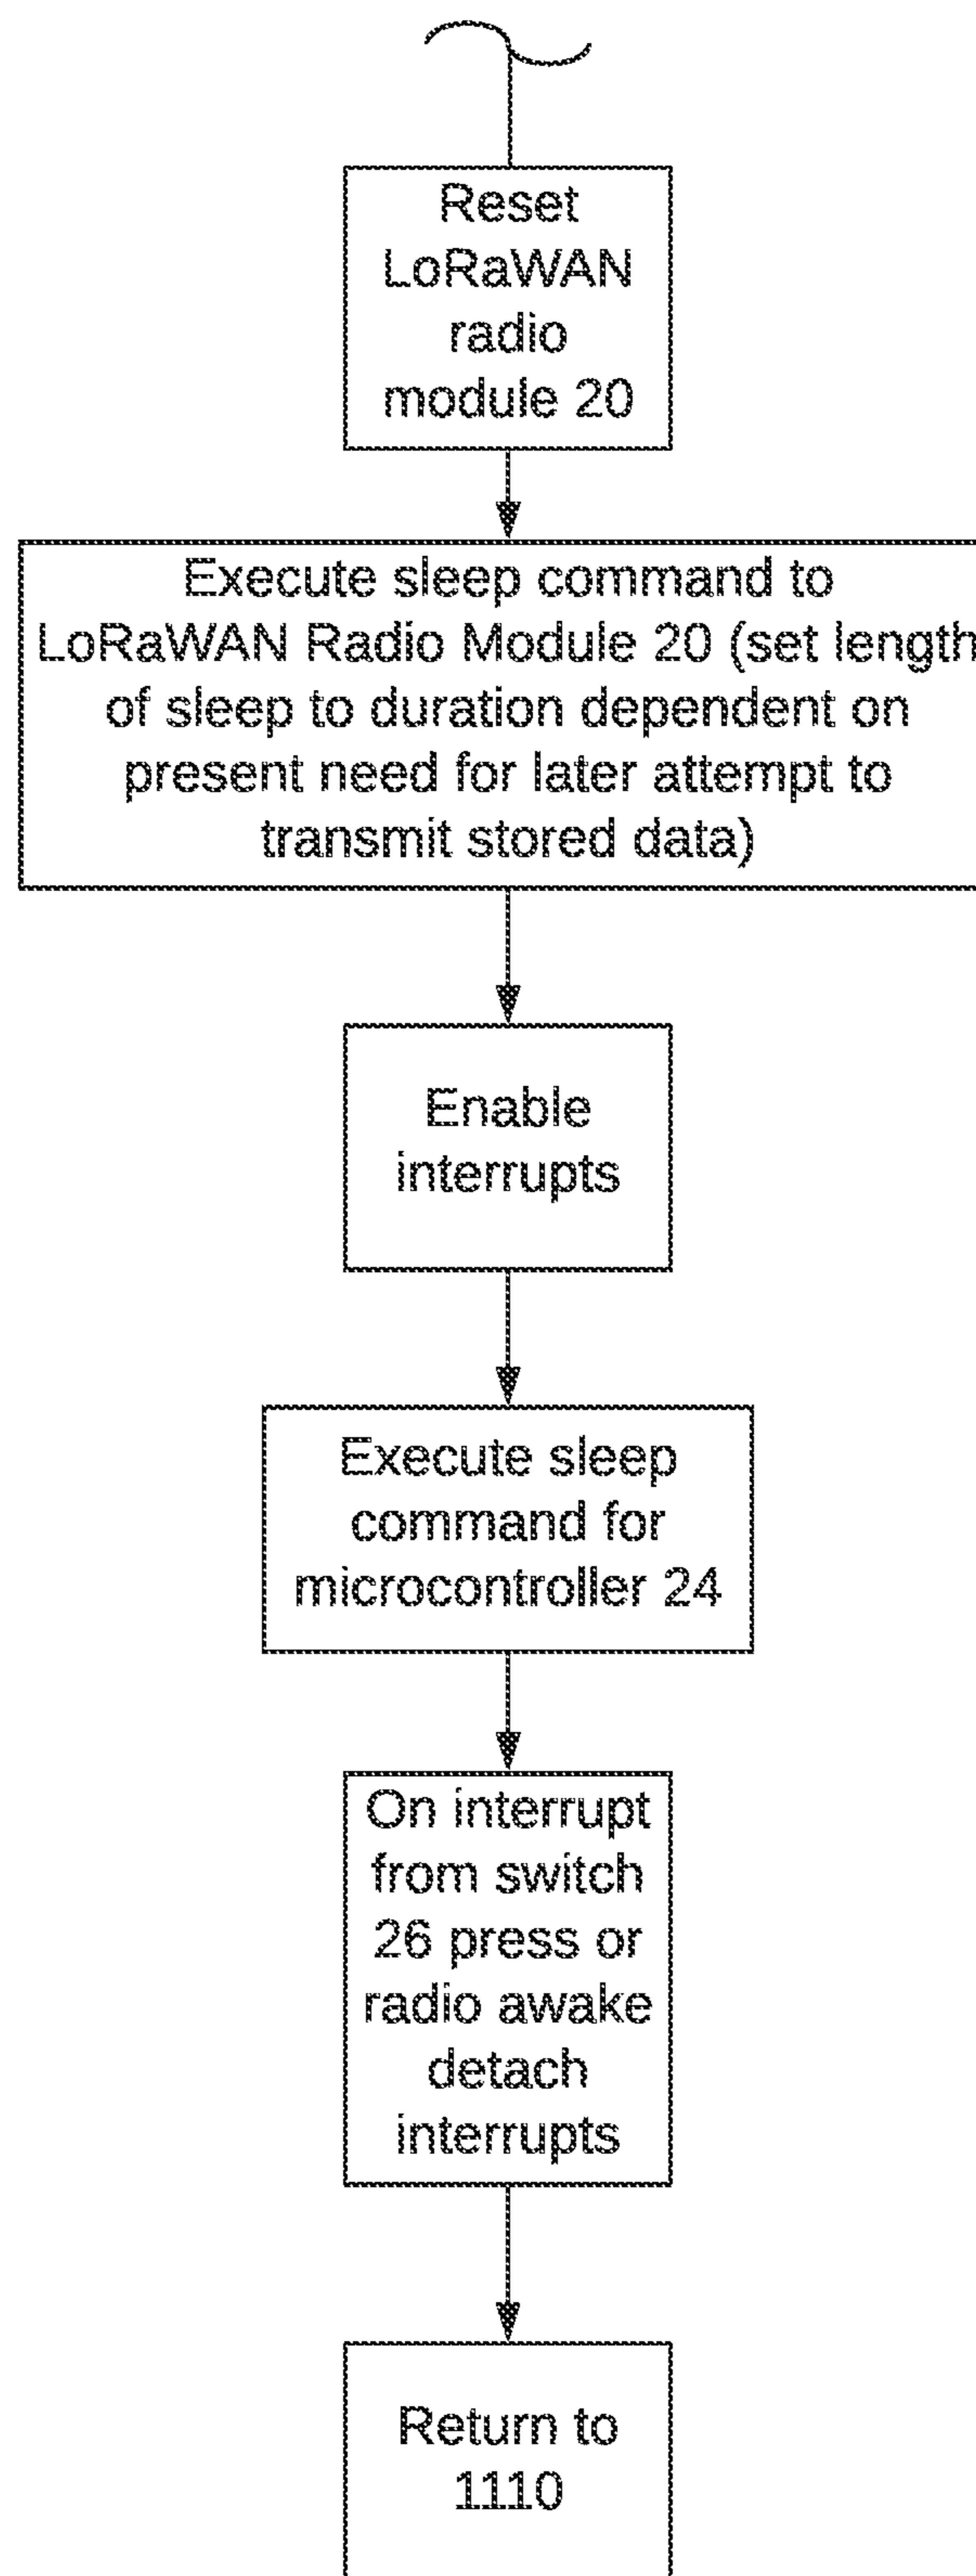 Reset
LoRaWAN
radio
module 20
Execute sleep command to
LoRaWAN Radio Module 20 (set length
of sleep to duration dependent on
present need for later attempt to
transmit stored data)
Enable
interrupts
Execute sleep
command for
microcontroller 24
On interrupt
from switch
26 press or
radio awake
detach
interrupts
Return to
1110